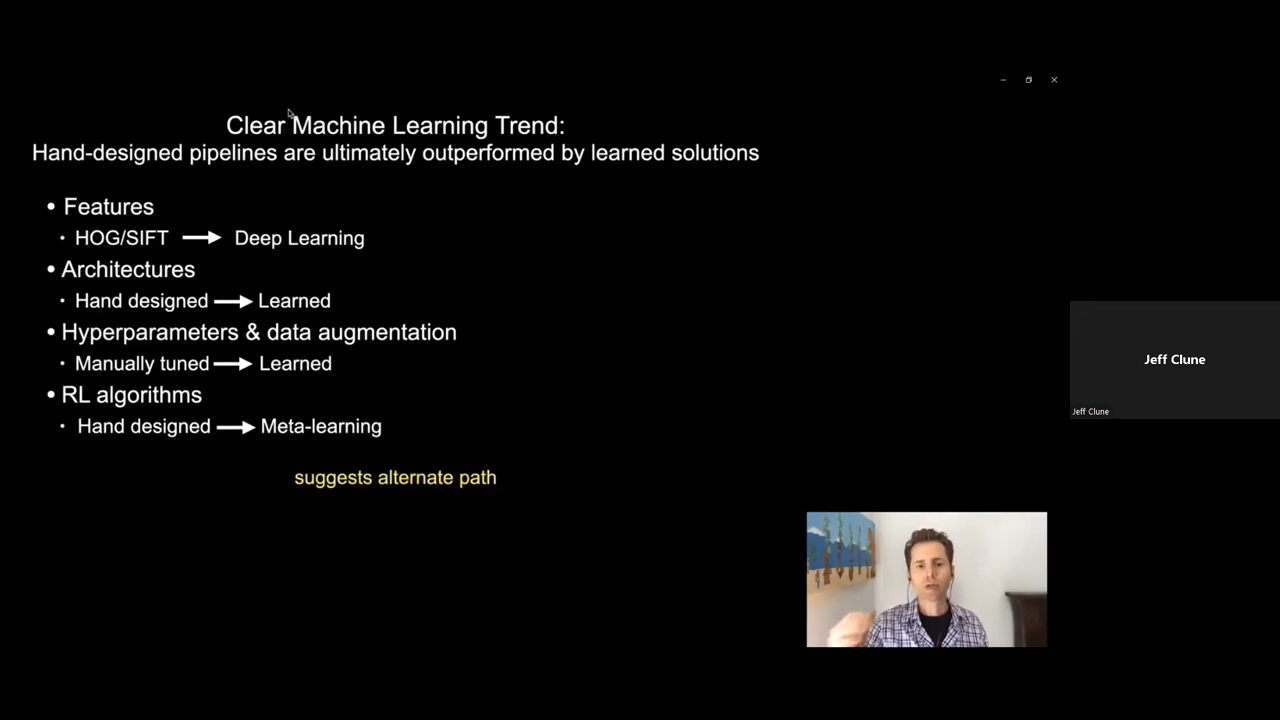 Clear Machine Learning Trend:
Hand-designed pipelines are ultimately outperformed by learned solutions
• Features
• HOG/SIFT → Deep Learning
• Architectures
• Hand designed → Learned
• Hyperparameters & data augmentation
• Manually tuned → Learned
• RL algorithms
• Hand designed → Meta-learning
suggests alternate path
Jeff Clune
Jeff Clune